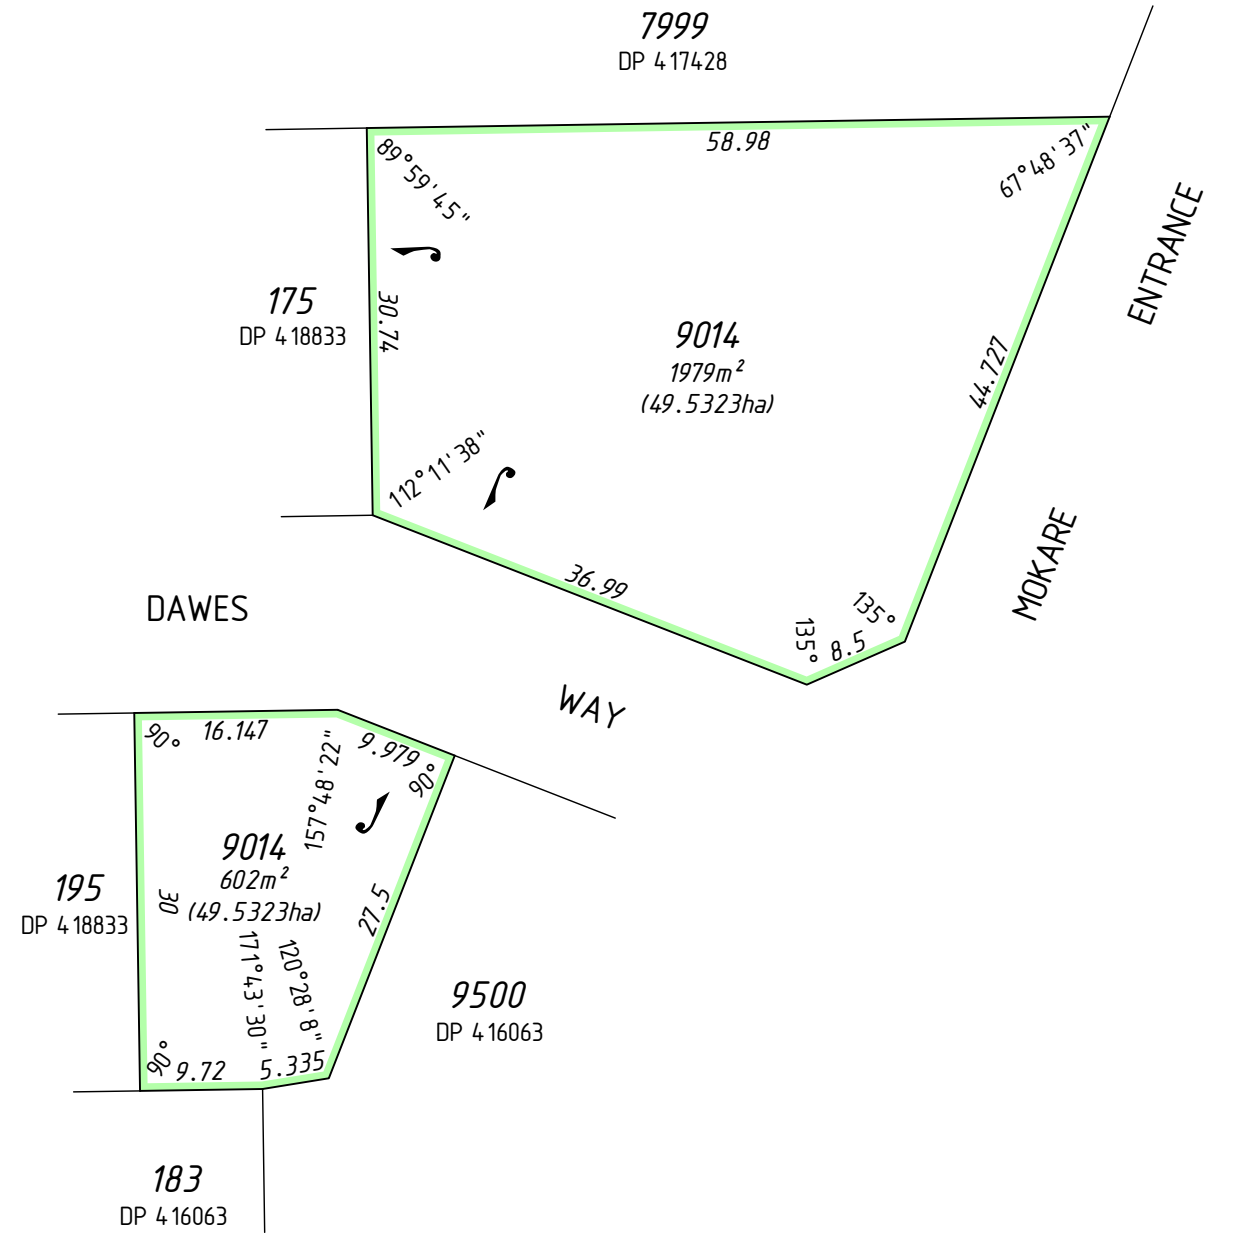 7999
DP 417428
58.98
89°59'45"
67°48'37"
ENTRANCE
175
DP 418833
30.74
9014
1979m²
(49.5323ha)
44.727
112°11'38"
36.99
135°
8.5
135°
MOKARE
DAWES
WAY
90°
16.147
157°48'22"
9.979
90°
9014
602m²
(49.5323ha)
195
DP 418833
30
27.5
171°43'30"
120°28'8"
9500
DP 416063
90°
9.72
5.335
183
DP 416063